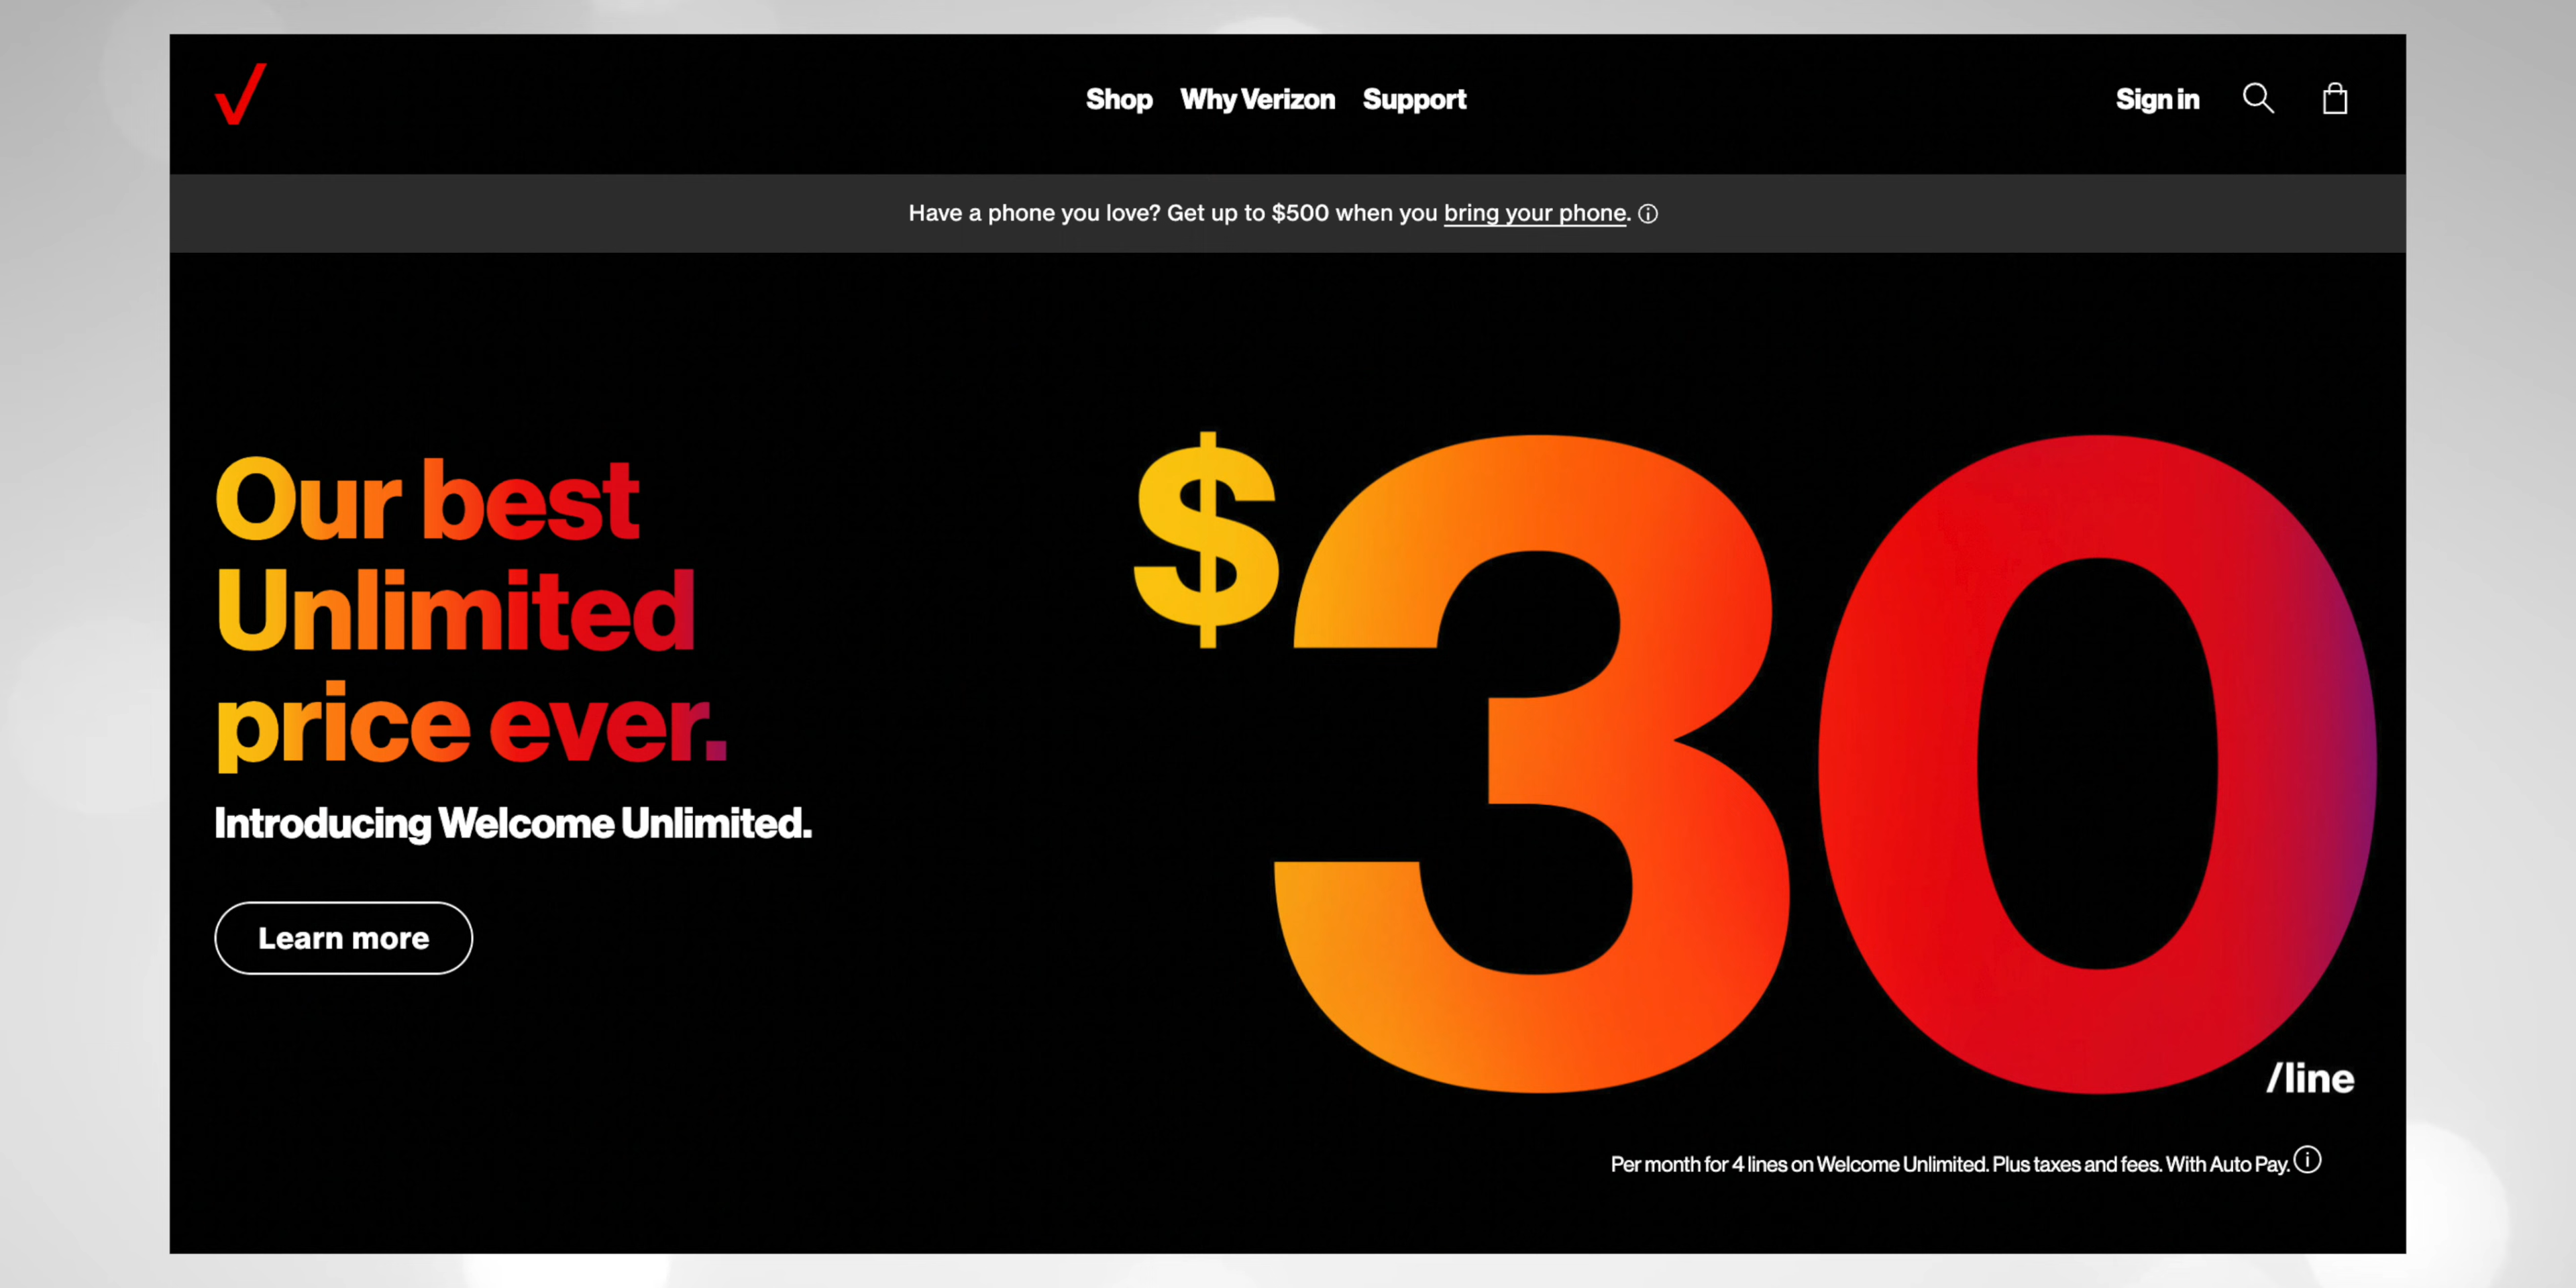 Shop Why Verizon Support
Sign in
Have a phone you love? Get up to $500 when you bring your phone.
Our best
Unlimited
price ever.
Introducing Welcome Unlimited.
Learn more
$30
/line
Per month for 4 lines on Welcome Unlimited. Plus taxes and fees. With Auto Pay.